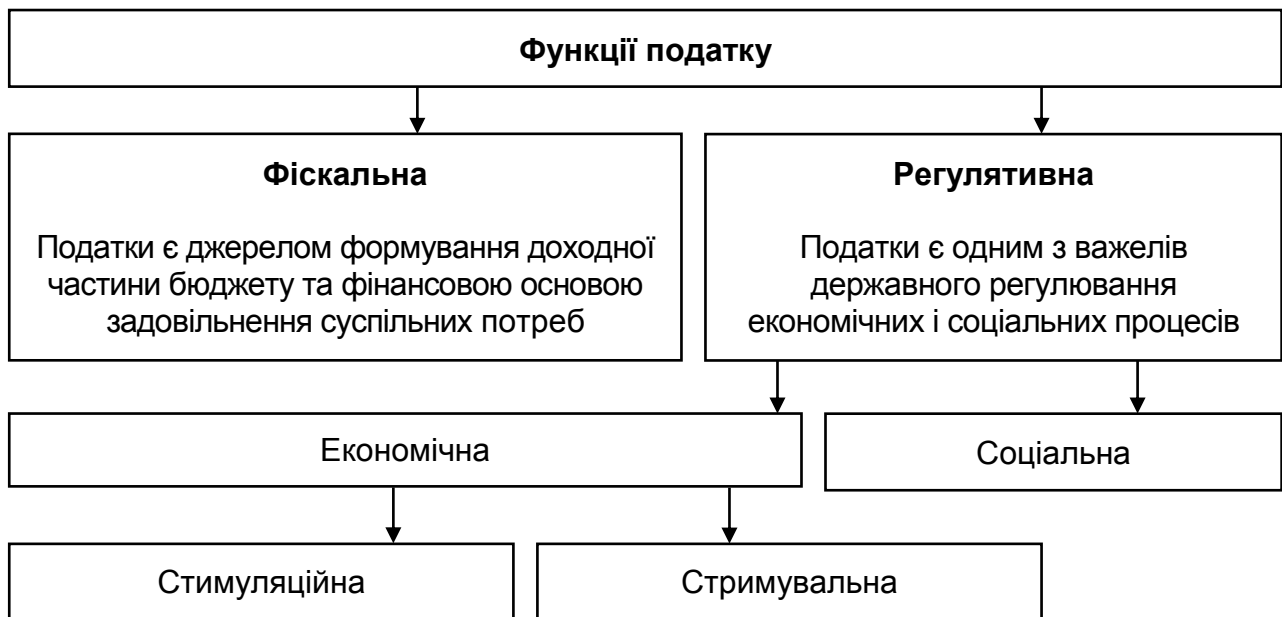 Функції податку
Фіскальна
Податки є джерелом формування доходної
частини бюджету та фінансовою основою
задовільнення суспільних потреб
Регулятивна
Податки є одним з важелів
державного регулювання
економічних і соціальних процесів
Економічна
Соціальна
Стимуляційна
Стримувальна